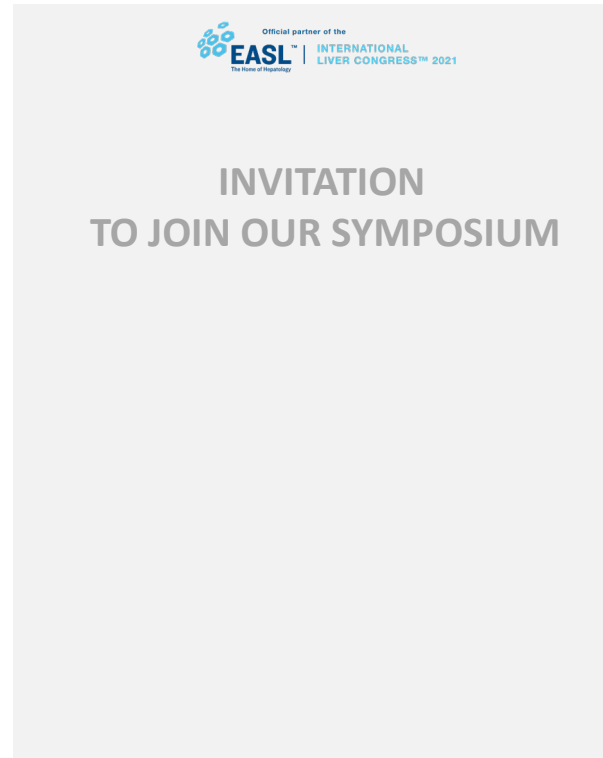 Official partner of the
EASL™
The Home of Hepatology
INTERNATIONAL
LIVER CONGRESS™ 2021
INVITATION
TO JOIN OUR SYMPOSIUM